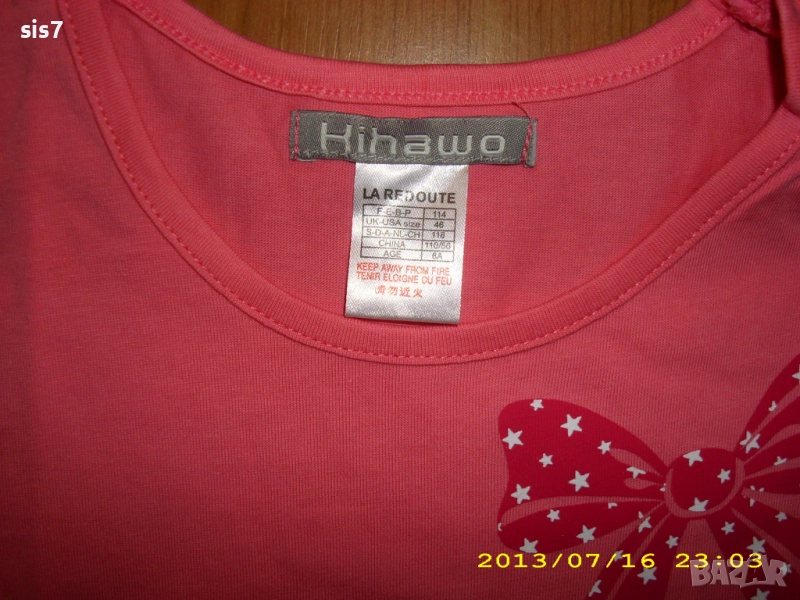 sis7
Kihawo
LA REDOUTE
F-E-B-P 114
UK-USA size 46
S-D-A-NL-CH 116
CHINA 110/56
AGE 6A
KEEP AWAY FROM FIRE
TENIR ELOIGNE DU FEU
请勿近火
2013/07/16 23:03
BAZAR